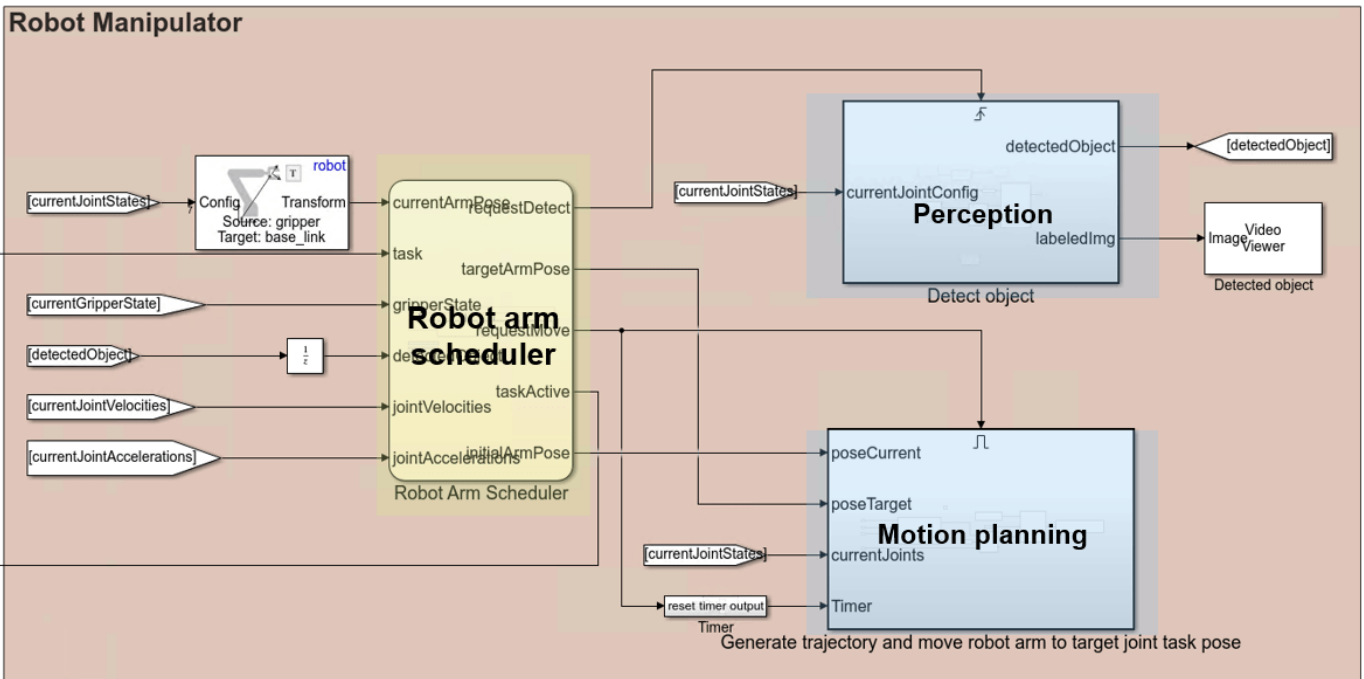 Robot Manipulator
[currentJointStates]
7
robot
Config
Transform
Source: gripper
Target: base_link
currentArmPose
task
[currentGripperState]
gripperState
[detectedObject]
1
z
detectedObject
[currentJointVelocities]
jointVelocities
[currentJointAccelerations]
jointAccelerations
Robot arm
scheduler
requestDetect
targetArmPose
requestMove
taskActive
initialArmPose
Robot Arm Scheduler
[currentJointStates]
currentJointConfig
Perception
detectedObject
labeledImg
Detect object
[detectedObject]
Image
Video
Viewer
Detected object
poseCurrent
poseTarget
Motion planning
[currentJointStates]
currentJoints
reset timer output
Timer
Timer
Generate trajectory and move robot arm to target joint task pose